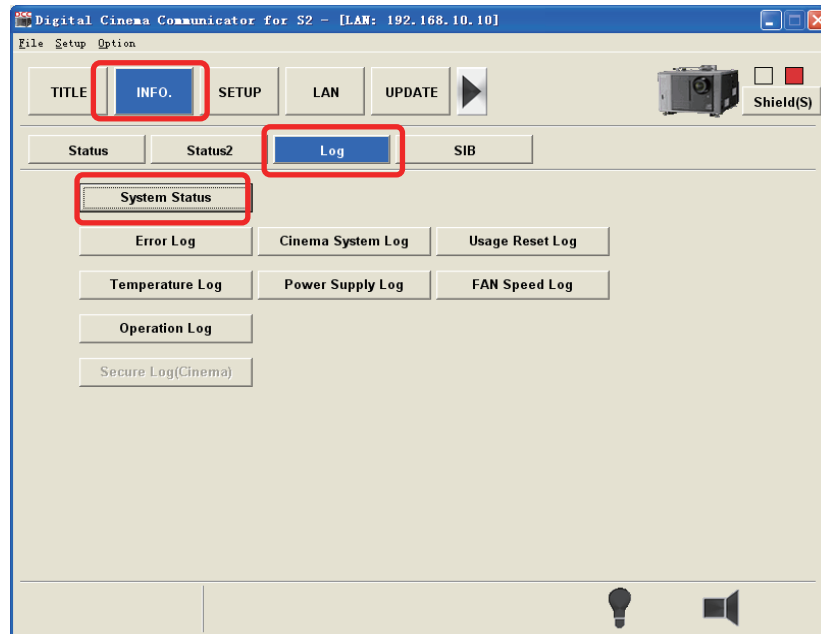 Digital Cinema Communicator for S2 - [LAN: 192.168.10.10]
File Setup Option
TITLE INFO. SETUP LAN UPDATE
Shield(S)
Status Status2 Log SIB
System Status
Error Log Cinema System Log Usage Reset Log
Temperature Log Power Supply Log FAN Speed Log
Operation Log
Secure Log(Cinema)